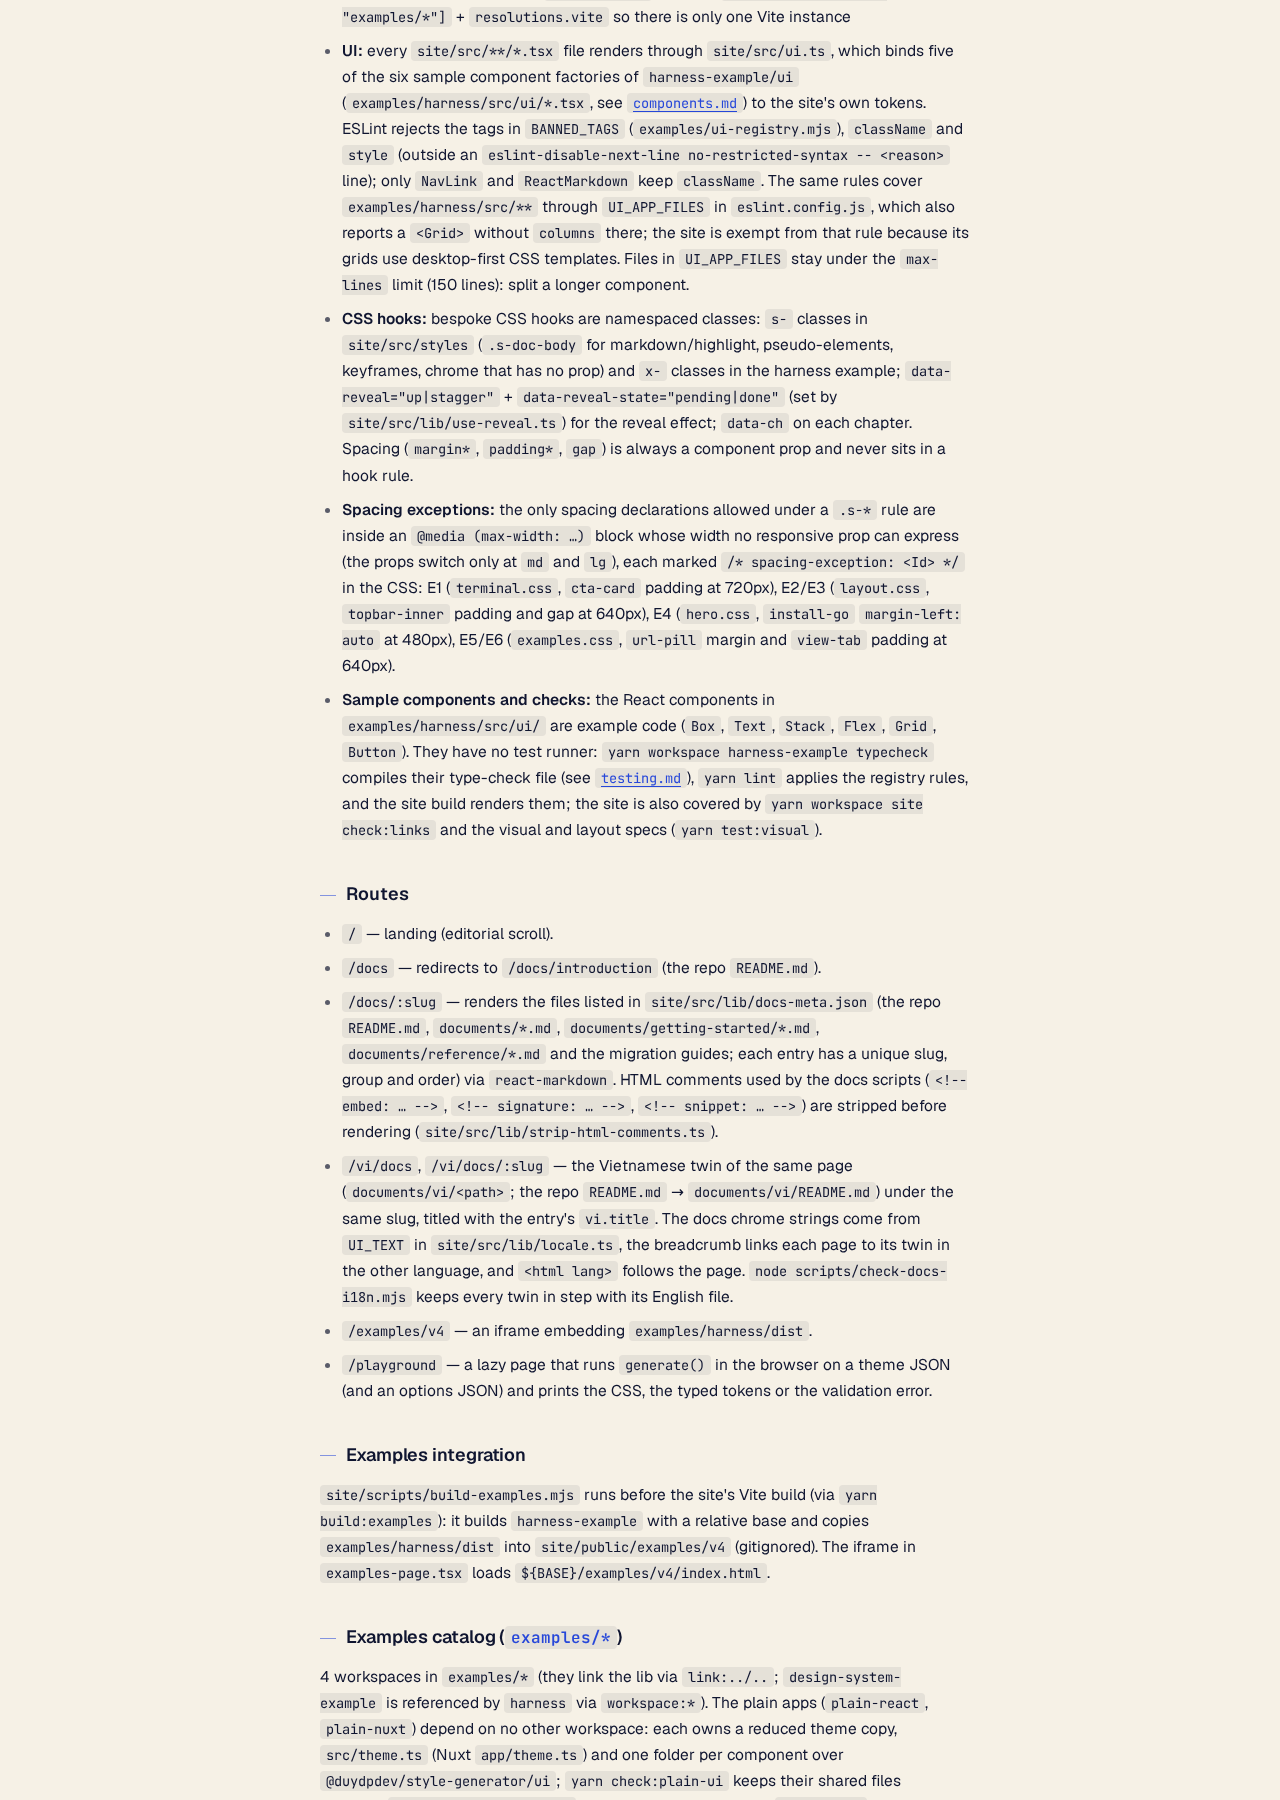 "examples/*"] + resolutions.vite so there is only one Vite instance
UI: every site/src/**/*.tsx file renders through site/src/ui.ts, which binds five
of the six sample component factories of harness-example/ui
(examples/harness/src/ui/*.tsx, see components.md) to the site's own tokens.
ESLint rejects the tags in BANNED_TAGS (examples/ui-registry.mjs), className and
style (outside an eslint-disable-next-line no-restricted-syntax -- <reason>
line); only NavLink and ReactMarkdown keep className. The same rules cover
examples/harness/src/** through UI_APP_FILES in eslint.config.js, which also
reports a <Grid> without columns there; the site is exempt from that rule because its
grids use desktop-first CSS templates. Files in UI_APP_FILES stay under the max-
lines limit (150 lines): split a longer component.
CSS hooks: bespoke CSS hooks are namespaced classes: s- classes in
site/src/styles (.s-doc-body for markdown/highlight, pseudo-elements,
keyframes, chrome that has no prop) and x- classes in the harness example; data-
reveal="up|stagger" + data-reveal-state="pending|done" (set by
site/src/lib/use-reveal.ts) for the reveal effect; data-ch on each chapter.
Spacing (margin*, padding*, gap) is always a component prop and never sits in a
hook rule.
Spacing exceptions: the only spacing declarations allowed under a .s-* rule are
inside an @media (max-width: …) block whose width no responsive prop can express
(the props switch only at md and lg), each marked /* spacing-exception: <Id> */
in the CSS: E1 (terminal.css, cta-card padding at 720px), E2/E3 (layout.css,
topbar-inner padding and gap at 640px), E4 (hero.css, install-go margin-left:
auto at 480px), E5/E6 (examples.css, url-pill margin and view-tab padding at
640px).
Sample components and checks: the React components in
examples/harness/src/ui/ are example code (Box, Text, Stack, Flex, Grid,
Button). They have no test runner: yarn workspace harness-example typecheck
compiles their type-check file (see testing.md), yarn lint applies the registry rules,
and the site build renders them; the site is also covered by yarn workspace site
check:links and the visual and layout specs (yarn test:visual).
— Routes
/ — landing (editorial scroll).
/docs — redirects to /docs/introduction (the repo README.md).
/docs/:slug — renders the files listed in site/src/lib/docs-meta.json (the repo
README.md, documents/*.md, documents/getting-started/*.md,
documents/reference/*.md and the migration guides; each entry has a unique slug,
group and order) via react-markdown. HTML comments used by the docs scripts (<!--
embed: … -->, <!-- signature: … -->, <!-- snippet: … -->) are stripped before
rendering (site/src/lib/strip-html-comments.ts).
/vi/docs, /vi/docs/:slug — the Vietnamese twin of the same page
(documents/vi/<path>; the repo README.md → documents/vi/README.md) under the
same slug, titled with the entry's vi.title. The docs chrome strings come from
UI_TEXT in site/src/lib/locale.ts, the breadcrumb links each page to its twin in
the other language, and <html lang> follows the page. node scripts/check-docs-
i18n.mjs keeps every twin in step with its English file.
/examples/v4 — an iframe embedding examples/harness/dist.
/playground — a lazy page that runs generate() in the browser on a theme JSON
(and an options JSON) and prints the CSS, the typed tokens or the validation error.
— Examples integration
site/scripts/build-examples.mjs runs before the site's Vite build (via yarn
build:examples): it builds harness-example with a relative base and copies
examples/harness/dist into site/public/examples/v4 (gitignored). The iframe in
examples-page.tsx loads ${BASE}/examples/v4/index.html.
— Examples catalog (examples/*)
4 workspaces in examples/* (they link the lib via link:../..; design-system-
example is referenced by harness via workspace:*). The plain apps (plain-react,
plain-nuxt) depend on no other workspace: each owns a reduced theme copy,
src/theme.ts (Nuxt app/theme.ts) and one folder per component over
@duydpdev/style-generator/ui; yarn check:plain-ui keeps their shared files